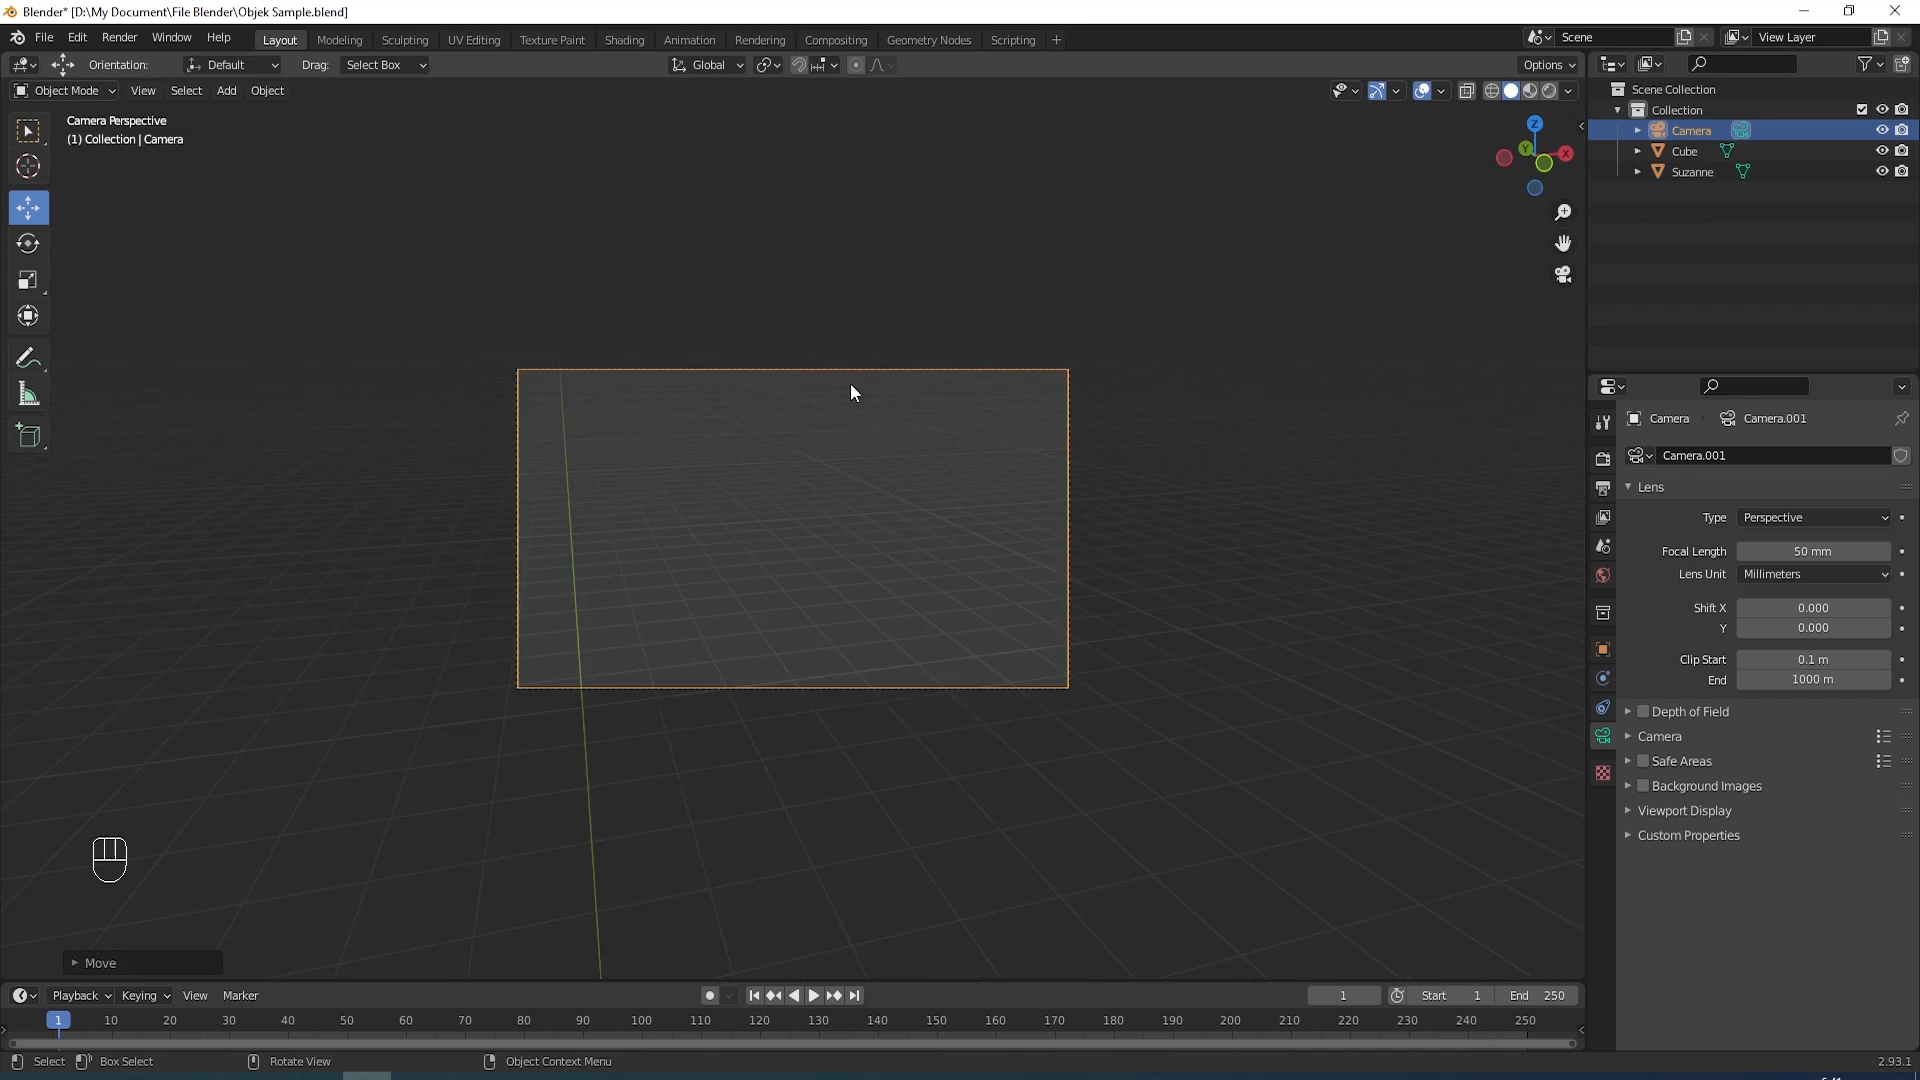 Blender* [D:\My Document\File Blender\Objek Sample.blend]
File Edit Render Window Help Layout Modeling Sculpting UV Editing Texture Paint Shading Animation Rendering Compositing Geometry Nodes Scripting + Scene View Layer
Orientation: Default Drag: Select Box Global Options
Object Mode View Select Add Object
Scene Collection
Collection
Camera
Cube
Suzanne
Camera Perspective
(1) Collection | Camera
Z
Y
X
Camera Camera.001
Camera.001
Lens
Type Perspective
Focal Length 50 mm
Lens Unit Millimeters
Shift X 0.000
Y 0.000
Clip Start 0.1 m
End 1000 m
Depth of Field
Camera
Safe Areas
Background Images
Viewport Display
Custom Properties
Move
Playback Keying View Marker 1 Start 1 End 250
1 10 20 30 40 50 60 70 80 90 100 110 120 130 140 150 160 170 180 190 200 210 220 230 240 250
Select Box Select Rotate View Object Context Menu 2.93.1